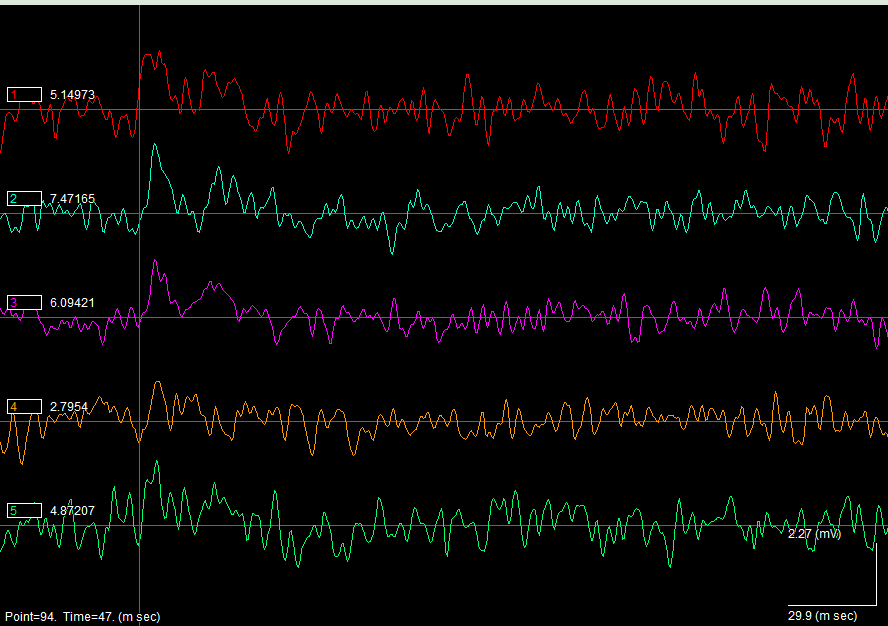 1 5.14973
2 7.47165
3 6.09421
4 2.7954
5 4.87207
2.27 (mV)
Point=94. Time=47. (m sec)
29.9 (m sec)